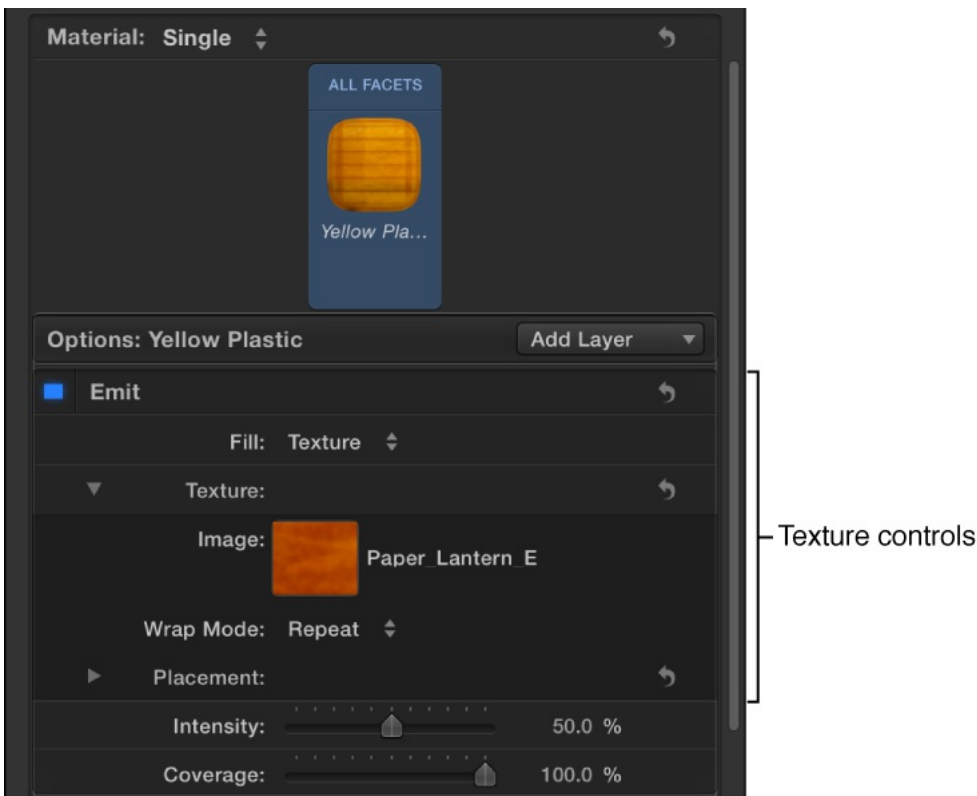 Material: Single
ALL FACETS
Yellow Pla...
Options: Yellow Plastic
Add Layer
Emit
Fill: Texture
Texture:
Image: Paper_Lantern_E
Texture controls
Wrap Mode: Repeat
Placement:
Intensity: 50.0 %
Coverage: 100.0 %